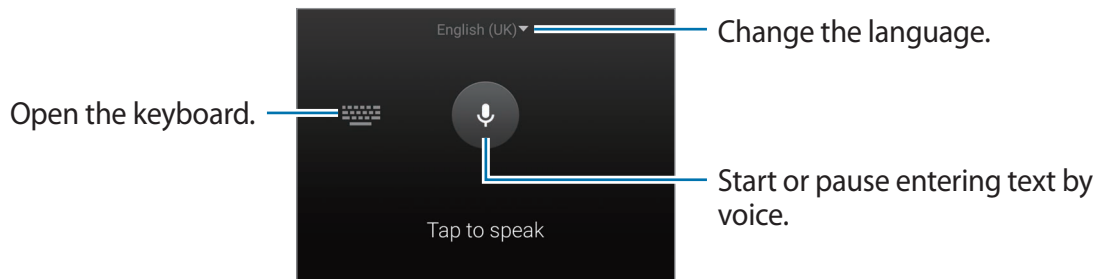 English (UK)
Change the language.
Open the keyboard.
Start or pause entering text by
voice.
Tap to speak